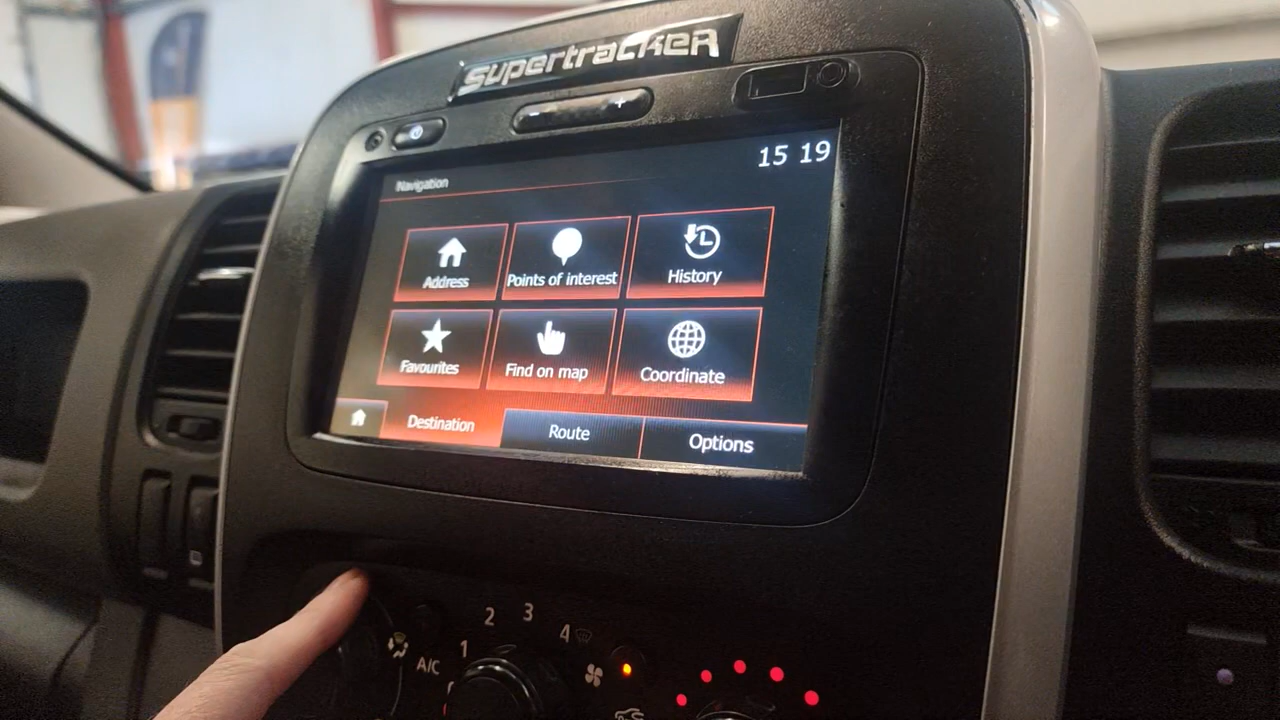 SupertracKER
- +
15 19
Navigation
Address
Points of interest
History
Favourites
Find on map
Coordinate
Destination
Route
Options
1 2 3 4
A/C